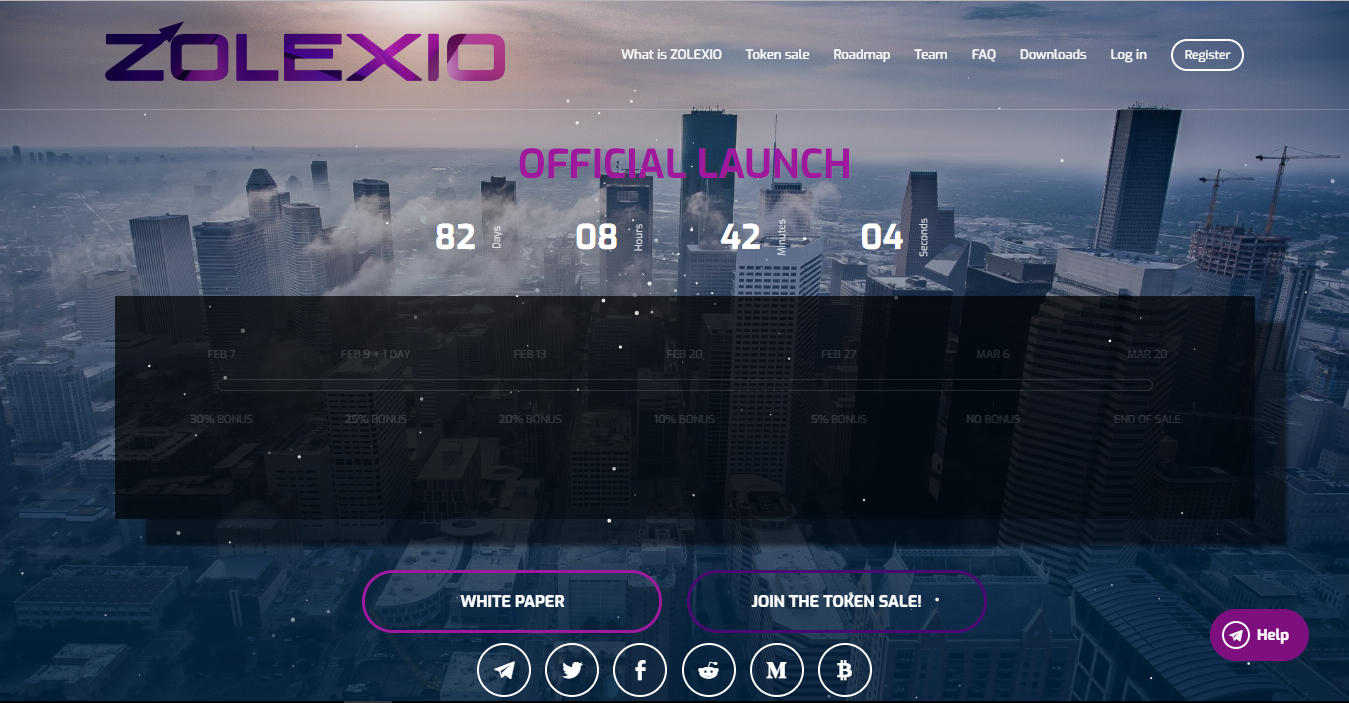 ZOLEXIO
What is ZOLEXIO Token sale Roadmap Team FAQ Downloads Log in Register
OFFICIAL LAUNCH
82 Days 08 Hours 42 Minutes 04 Seconds
FEB 7 FEB 9 + 1 DAY FEB 13 FEB 20 FEB 27 MAR 6 MAR 20
30% BONUS 25% BONUS 20% BONUS 10% BONUS 5% BONUS NO BONUS END OF SALE
WHITE PAPER JOIN THE TOKEN SALE!
Help